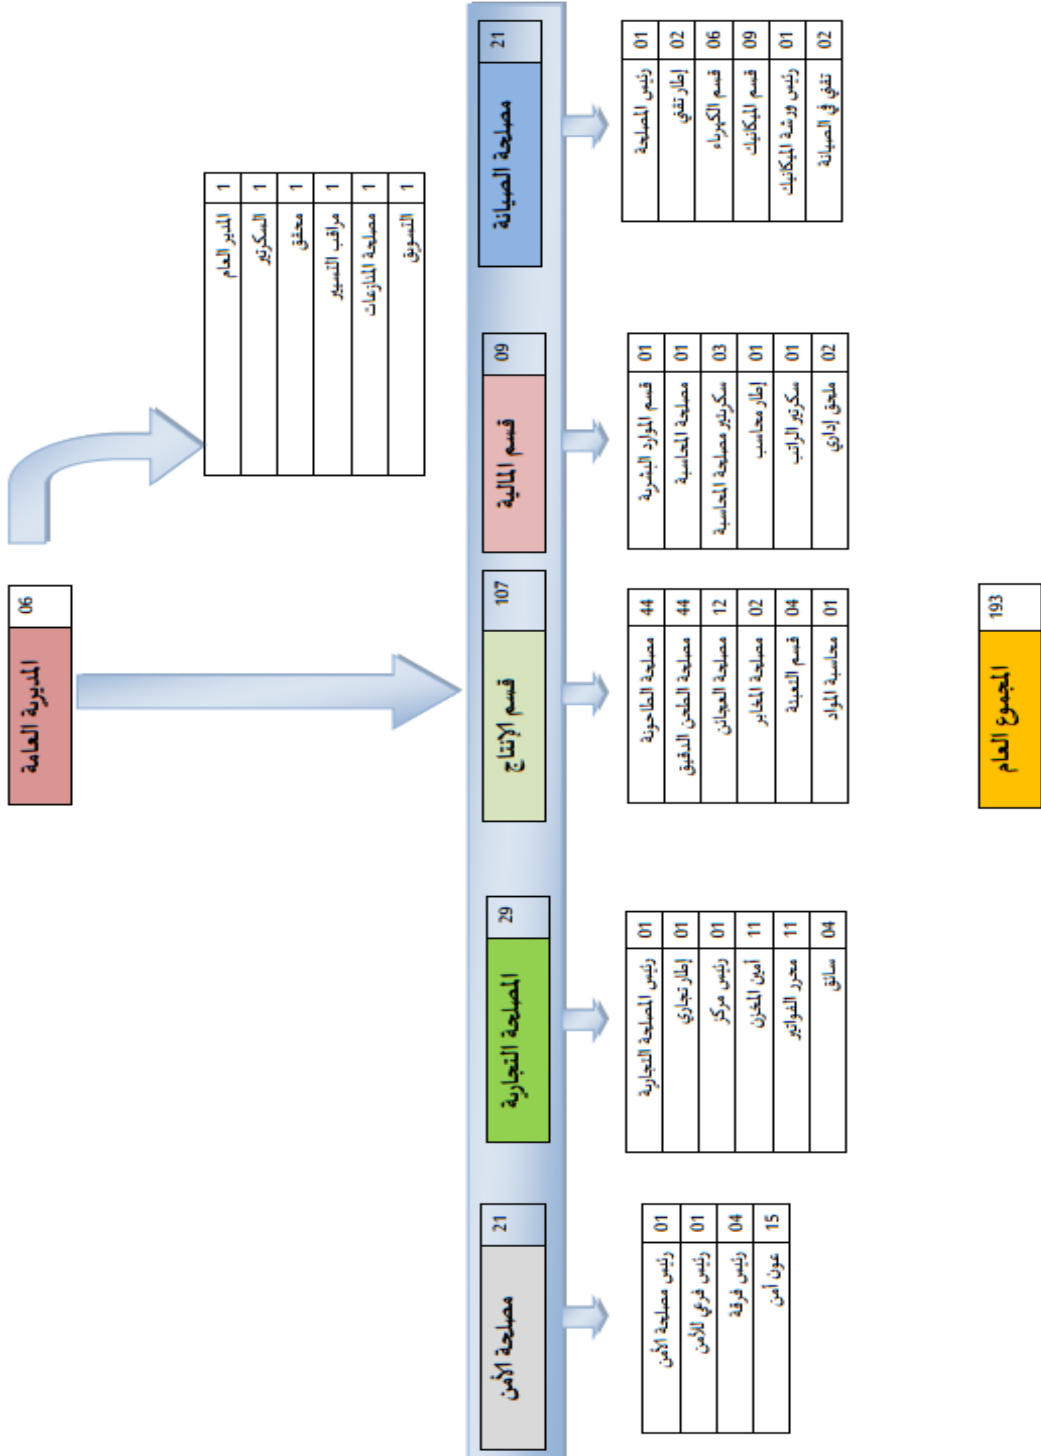 المديرية العامة 06
المدير العام 1
السكرتير 1
محقق 1
مراقب التسيير 1
مصلحة المنازعات 1
التسويق 1
مصلحة الأمن 21
المصلحة التجارية 29
قسم الإنتاج 107
قسم المالية 09
مصلحة الصيانة 21
رئيس مصلحة الأمن 01
رئيس فرعي للأمن 01
رئيس فرقة 04
عون أمن 15
رئيس المصلحة التجارية 01
إطار تجاري 01
رئيس مركز 01
أمين المخزن 11
محرر الفواتير 11
سائق 04
مصلحة الطاحونة 44
مصلحة الطحن الدقيق 44
مصلحة العجائن 12
مصلحة المخابر 02
قسم التعبئة 04
محاسبة المواد 01
قسم الموارد البشرية 01
مصلحة المحاسبة 01
سكريتير مصلحة المحاسبة 03
إطار محاسب 01
سكرتير الراتب 01
ملحق إداري 02
رئيس المصلحة 01
إطار تقني 02
قسم الكهرباء 06
قسم الميكانيك 09
رئيس ورشة الميكانيك 01
تقني في الصيانة 02
المجموع العام 193